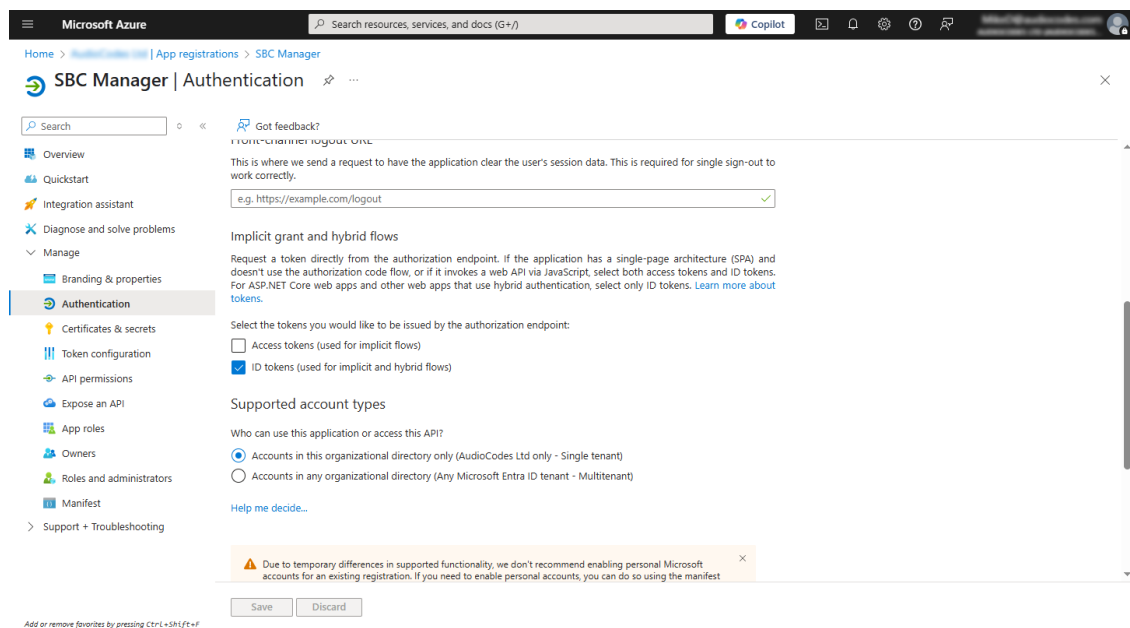 Microsoft Azure
Search resources, services, and docs (G+/)
Copilot
Home > | App registrations > SBC Manager
SBC Manager | Authentication
Search
Got feedback?
Overview
Quickstart
Integration assistant
Diagnose and solve problems
Manage
Branding & properties
Authentication
Certificates & secrets
Token configuration
API permissions
Expose an API
App roles
Owners
Roles and administrators
Manifest
Support + Troubleshooting
Front-channel logout URL
This is where we send a request to have the application clear the user's session data. This is required for single sign-out to
work correctly.
e.g. https://example.com/logout
Implicit grant and hybrid flows
Request a token directly from the authorization endpoint. If the application has a single-page architecture (SPA) and
doesn't use the authorization code flow, or if it invokes a web API via JavaScript, select both access tokens and ID tokens.
For ASP.NET Core web apps and other web apps that use hybrid authentication, select only ID tokens. Learn more about
tokens.
Select the tokens you would like to be issued by the authorization endpoint:
Access tokens (used for implicit flows)
ID tokens (used for implicit and hybrid flows)
Supported account types
Who can use this application or access this API?
Accounts in this organizational directory only (AudioCodes Ltd only - Single tenant)
Accounts in any organizational directory (Any Microsoft Entra ID tenant - Multitenant)
Help me decide...
Due to temporary differences in supported functionality, we don't recommend enabling personal Microsoft
accounts for an existing registration. If you need to enable personal accounts, you can do so using the manifest
Save
Discard
Add or remove favorites by pressing Ctrl+Shift+F